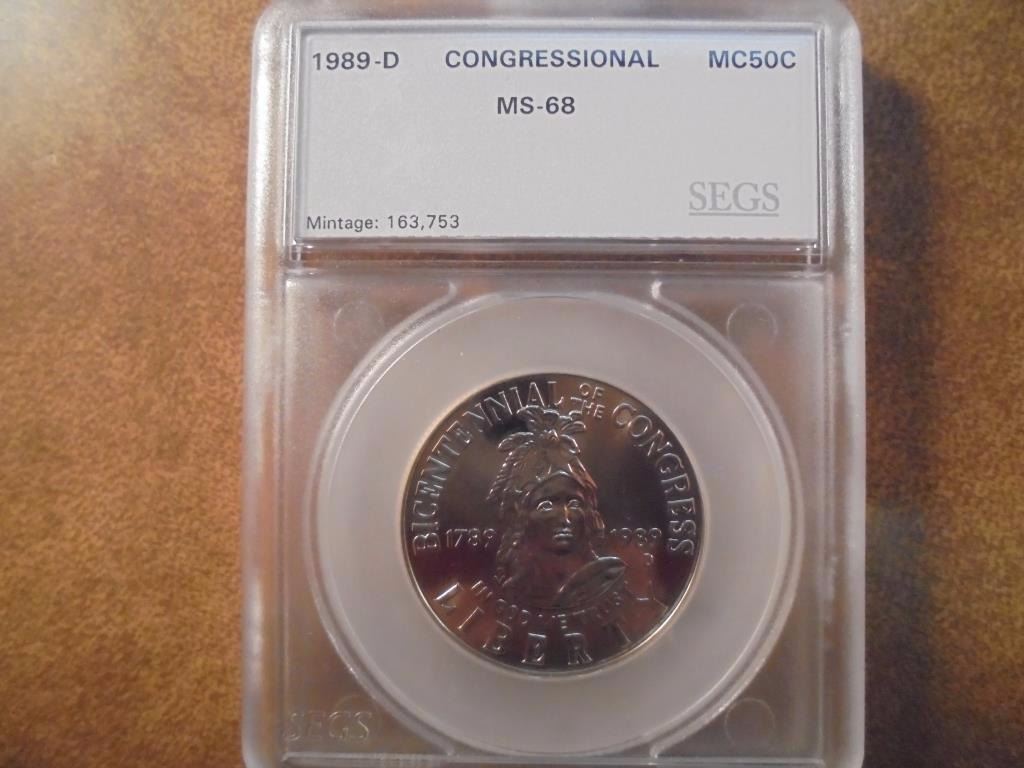 1989-D CONGRESSIONAL MC50C
MS-68
SEGS
Mintage: 163,753
BICENTENNIAL OF THE CONGRESS
1789 1989
D
IN GOD WE TRUST
LIBERTY
SEGS